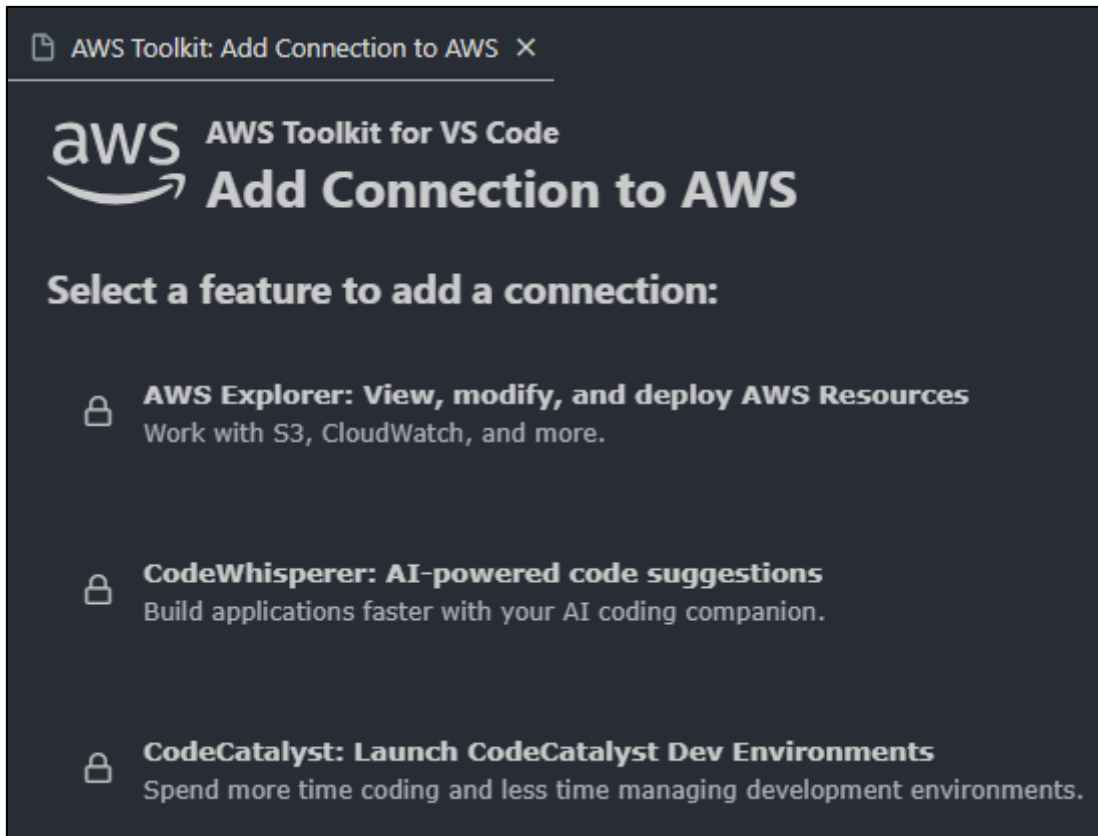 AWS Toolkit: Add Connection to AWS
aws
AWS Toolkit for VS Code
Add Connection to AWS
Select a feature to add a connection:
AWS Explorer: View, modify, and deploy AWS Resources
Work with S3, CloudWatch, and more.
CodeWhisperer: AI-powered code suggestions
Build applications faster with your AI coding companion.
CodeCatalyst: Launch CodeCatalyst Dev Environments
Spend more time coding and less time managing development environments.